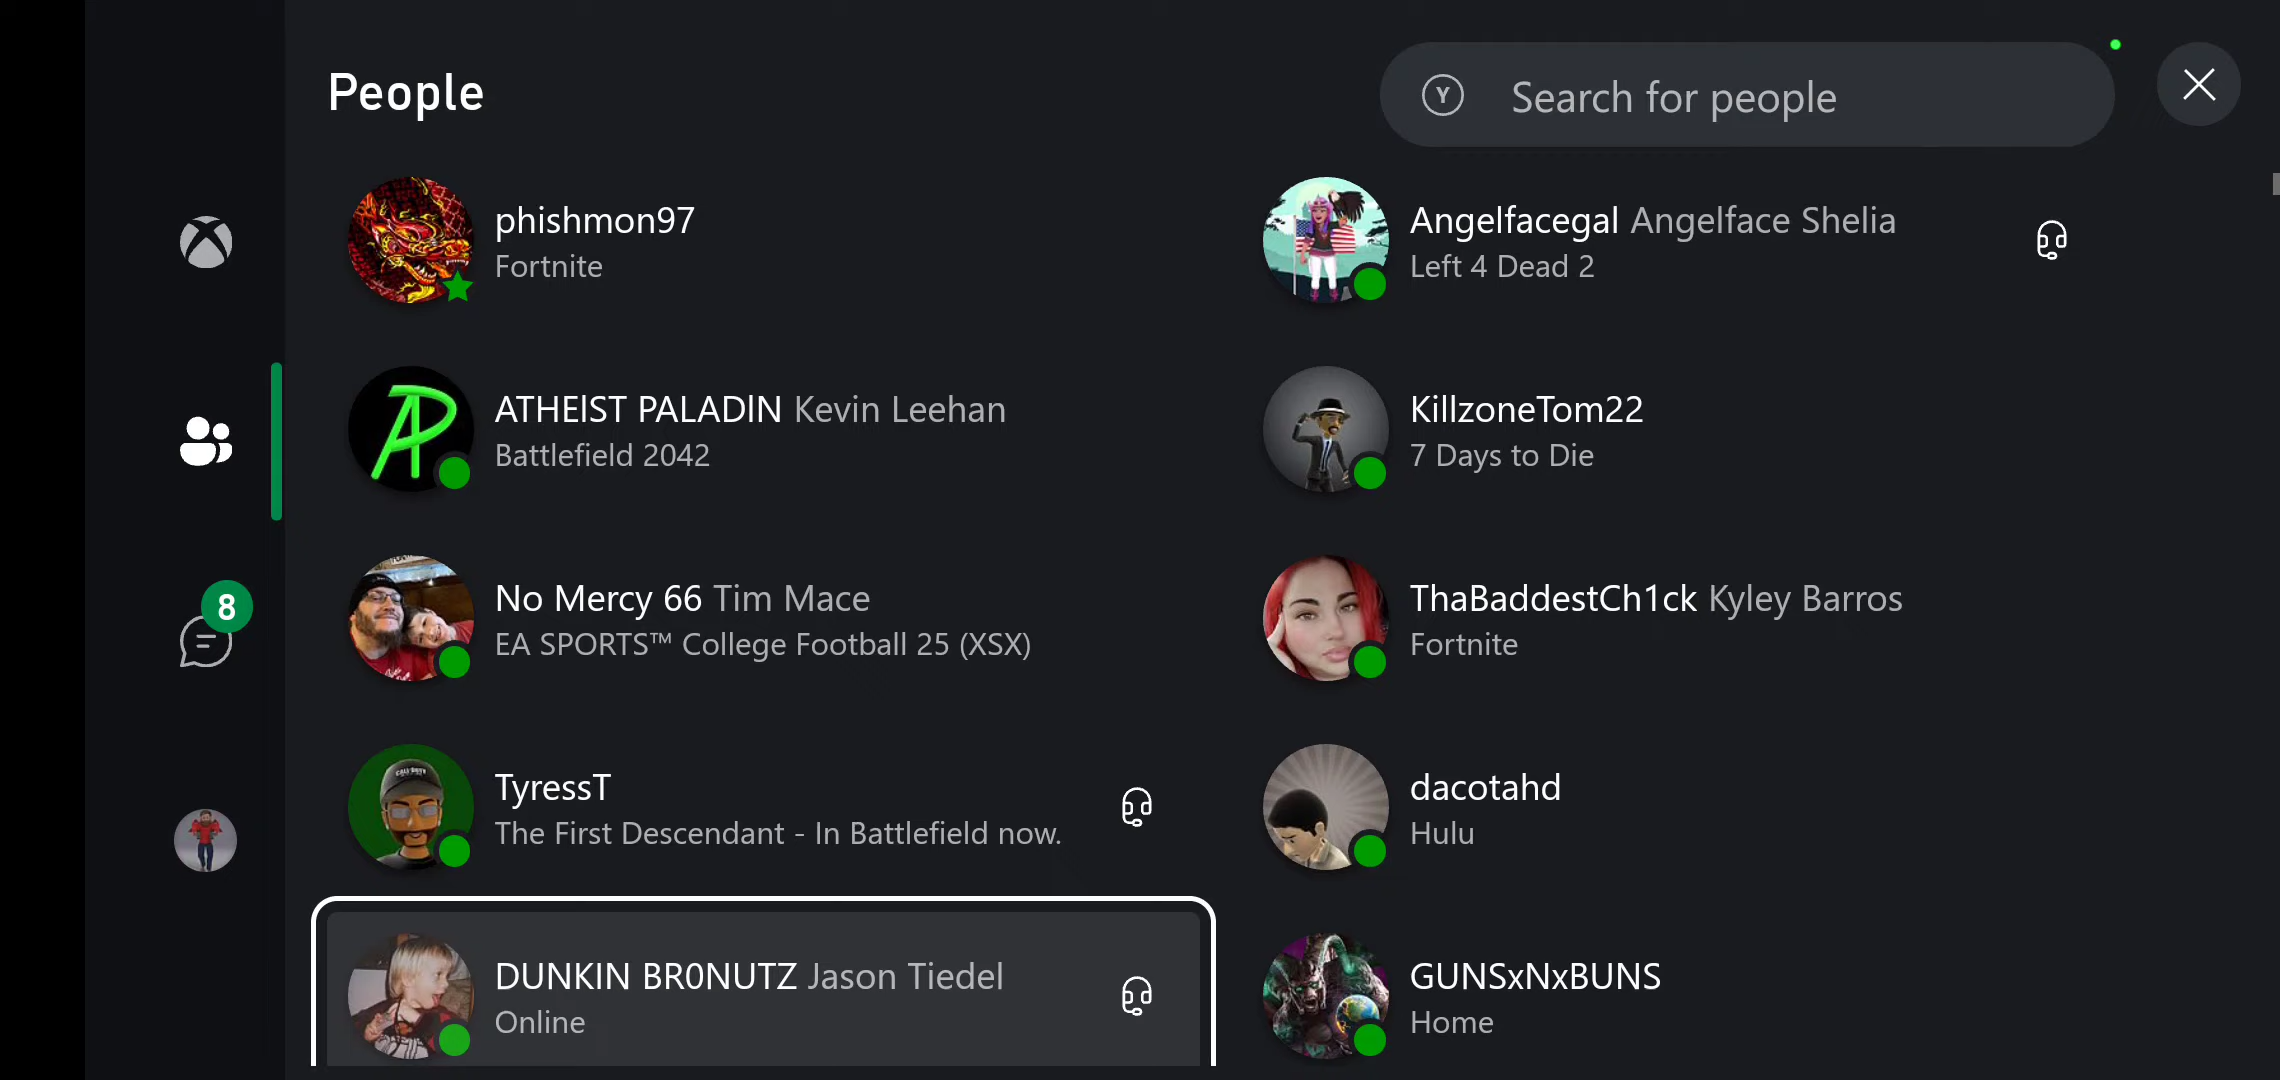 People
Y Search for people
phishmon97
Fortnite
Angelfacegal Angelface Shelia
Left 4 Dead 2
ATHElST PALADlN Kevin Leehan
Battlefield 2042
KillzoneTom22
7 Days to Die
8
No Mercy 66 Tim Mace
EA SPORTS™ College Football 25 (XSX)
ThaBaddestCh1ck Kyley Barros
Fortnite
TyressT
The First Descendant - In Battlefield now.
dacotahd
Hulu
DUNKIN BR0NUTZ Jason Tiedel
Online
GUNSxNxBUNS
Home